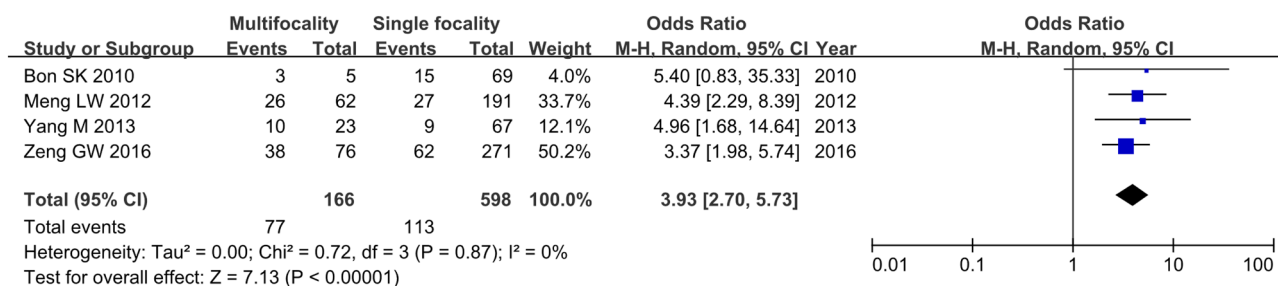 Multifocality Single focality Odds Ratio Odds Ratio
Study or Subgroup Events Total Events Total Weight M-H, Random, 95% CI Year M-H, Random, 95% CI
Bon SK 2010 3 5 15 69 4.0% 5.40 [0.83, 35.33] 2010
Meng LW 2012 26 62 27 191 33.7% 4.39 [2.29, 8.39] 2012
Yang M 2013 10 23 9 67 12.1% 4.96 [1.68, 14.64] 2013
Zeng GW 2016 38 76 62 271 50.2% 3.37 [1.98, 5.74] 2016
Total (95% CI) 166 598 100.0% 3.93 [2.70, 5.73]
Total events 77 113
Heterogeneity: Tau² = 0.00; Chi² = 0.72, df = 3 (P = 0.87); I² = 0%
Test for overall effect: Z = 7.13 (P < 0.00001)
0.01 0.1 1 10 100